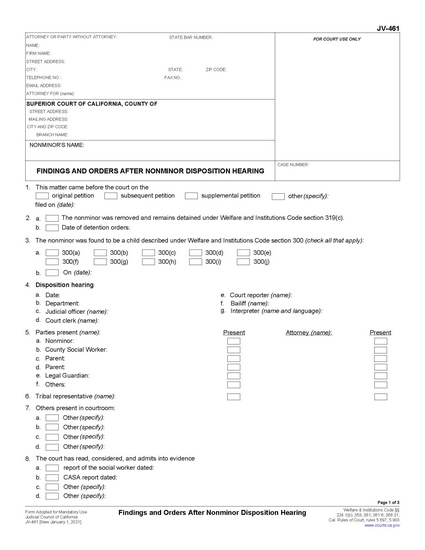 JV-461
ATTORNEY OR PARTY WITHOUT ATTORNEY: STATE BAR NUMBER:
FOR COURT USE ONLY
NAME:
FIRM NAME:
STREET ADDRESS:
CITY: STATE: ZIP CODE:
TELEPHONE NO.: FAX NO.:
EMAIL ADDRESS:
ATTORNEY FOR (name):
SUPERIOR COURT OF CALIFORNIA, COUNTY OF
STREET ADDRESS:
MAILING ADDRESS:
CITY AND ZIP CODE:
BRANCH NAME:
NONMINOR'S NAME:
FINDINGS AND ORDERS AFTER NONMINOR DISPOSITION HEARING
CASE NUMBER:
1. This matter came before the court on the
original petition subsequent petition supplemental petition other (specify):
filed on (date):
2. a. The nonminor was removed and remains detained under Welfare and Institutions Code section 319(c).
b. Date of detention orders:
3. The nonminor was found to be a child described under Welfare and Institutions Code section 300 (check all that apply):
a. 300(a) 300(b) 300(c) 300(d) 300(e)
300(f) 300(g) 300(h) 300(i) 300(j)
b. On (date):
4. Disposition hearing
a. Date: e. Court reporter (name):
b. Department: f. Bailiff (name):
c. Judicial officer (name): g. Interpreter (name and language):
d. Court clerk (name):
5. Parties present (name): Present Attorney (name): Present
a. Nonminor:
b. County Social Worker:
c. Parent:
d. Parent:
e. Legal Guardian:
f. Others:
6. Tribal representative (name):
7. Others present in courtroom:
a. Other (specify):
b. Other (specify):
c. Other (specify):
d. Other (specify):
8. The court has read, considered, and admits into evidence
a. report of the social worker dated:
b. CASA report dated:
c. Other (specify):
d. Other (specify):
Page 1 of 3
Form Adopted for Mandatory Use
Judicial Council of California
JV-461 [New January 1, 2021]
Findings and Orders After Nonminor Disposition Hearing
Welfare & Institutions Code §§
224.1(b), 358, 361, 361.6, 366.31;
Cal. Rules of Court, rules 5.697, 5.903
www.courts.ca.gov